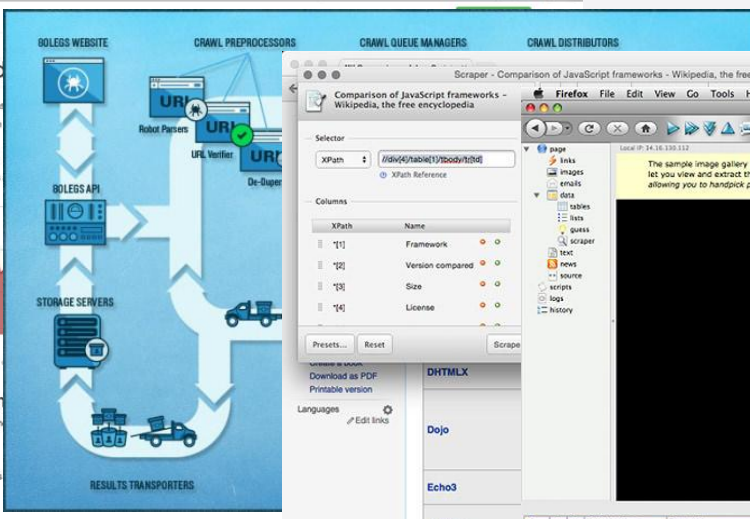 80LEGS WEBSITE
CRAWL PREPROCESSORS
CRAWL QUEUE MANAGERS
CRAWL DISTRIBUTORS
URL
Robot Parsers
URL
URL Verifier
URL
De-Duper
80LEGS API
STORAGE SERVERS
RESULTS TRANSPORTERS
Scraper - Comparison of JavaScript frameworks - Wikipedia, the free
Comparison of JavaScript frameworks -
Wikipedia, the free encyclopedia
Selector
XPath
//div[4]/table[1]/tbody/tr[td]
XPath Reference
Columns
XPath Name
*[1] Framework
*[2] Version compared
*[3] Size
*[4] License
Presets... Reset Scrape
Download as PDF
Printable version
Languages
Edit links
DHTMLX
Dojo
Echo3
Firefox File Edit View Go Tools
page
links
images
emails
data
tables
lists
guess
scraper
text
news
source
scripts
logs
history
The sample image gallery
let you view and extract
allowing you to handpick